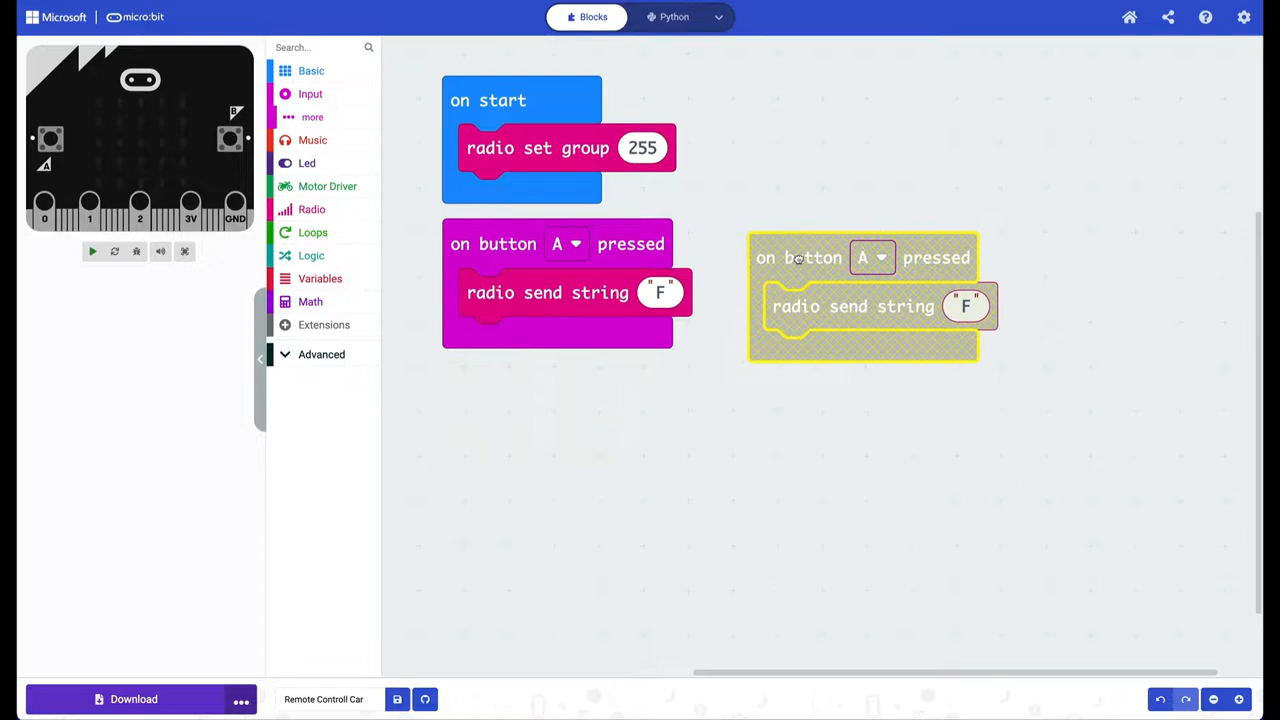 Microsoft
micro:bit
Blocks
Python
Search...
Basic
Input
more
Music
Led
Motor Driver
Radio
Loops
Logic
Variables
Math
Extensions
Advanced
B
A
0 1 2 3V GND
on start
radio set group 255
on button A pressed
radio send string "F"
on button A pressed
radio send string "F"
Download
Remote Controll Car